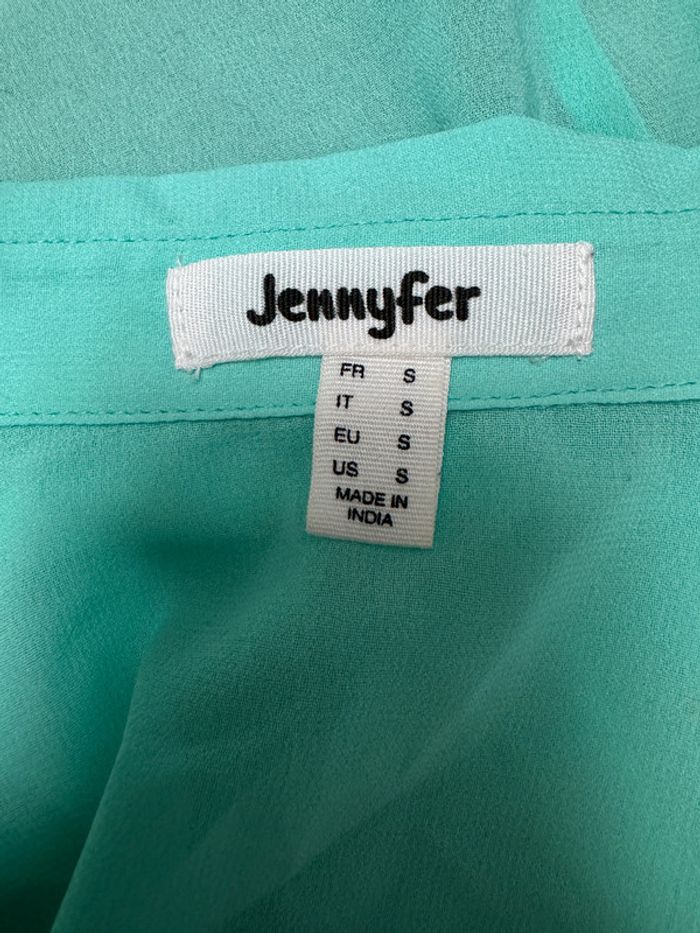 Jennyfer
FR S
IT S
EU S
US S
MADE IN
INDIA